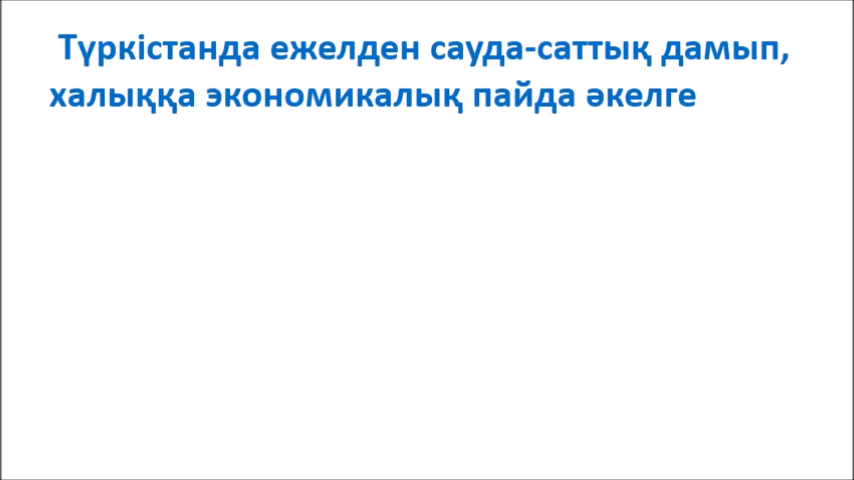 Түркістанда ежелден сауда-саттық дамып,
халыққа экономикалық пайда әкелге